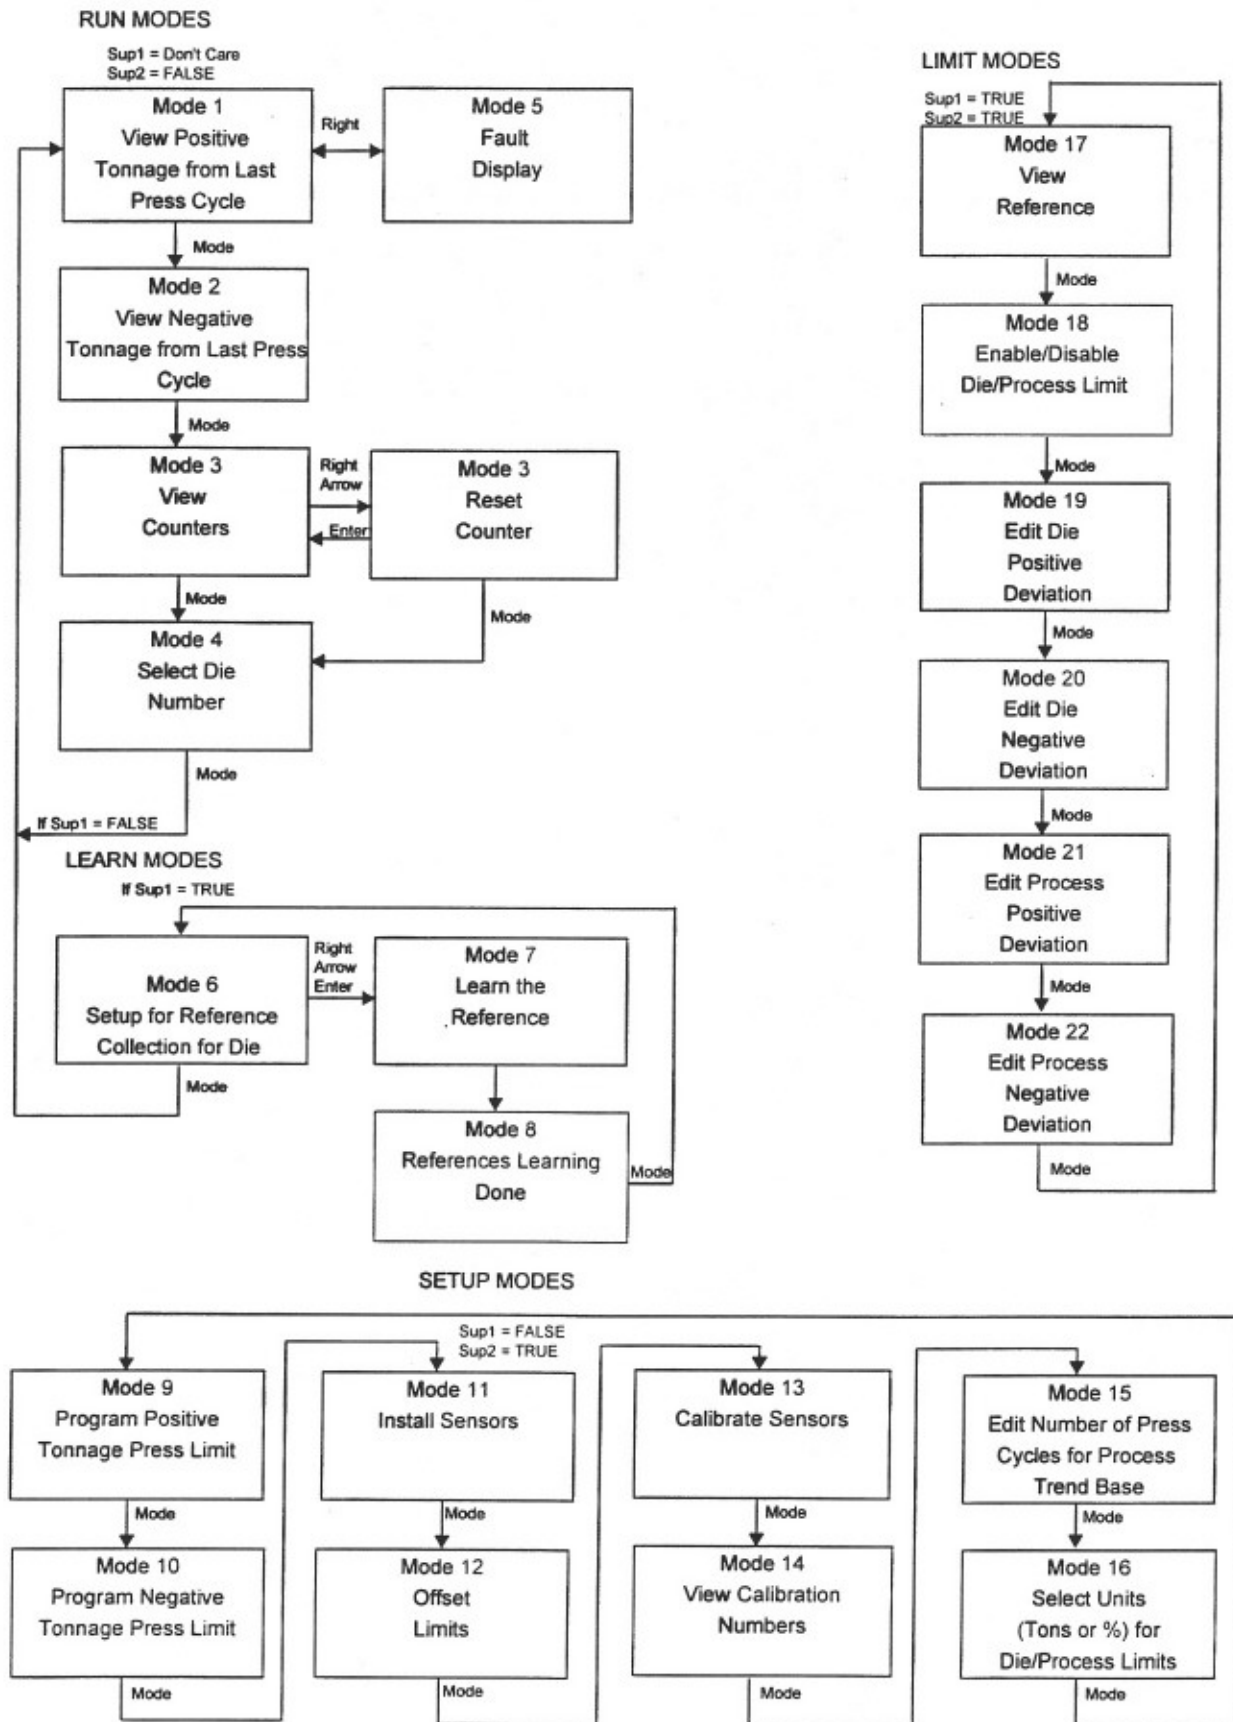 RUN MODES
Sup1 = Don't Care
Sup2 = FALSE
Mode 1
View Positive
Tonnage from Last
Press Cycle
Right
Mode 5
Fault
Display
Mode
Mode 2
View Negative
Tonnage from Last Press
Cycle
Mode
Mode 3
View
Counters
Right
Arrow
Enter
Mode 3
Reset
Counter
Mode
Mode
Mode 4
Select Die
Number
Mode
If Sup1 = FALSE
LEARN MODES
If Sup1 = TRUE
Mode 6
Setup for Reference
Collection for Die
Right
Arrow
Enter
Mode 7
Learn the
Reference
Mode
Mode 8
References Learning
Done
Mode
LIMIT MODES
Sup1 = TRUE
Sup2 = TRUE
Mode 17
View
Reference
Mode
Mode 18
Enable/Disable
Die/Process Limit
Mode
Mode 19
Edit Die
Positive
Deviation
Mode
Mode 20
Edit Die
Negative
Deviation
Mode
Mode 21
Edit Process
Positive
Deviation
Mode
Mode 22
Edit Process
Negative
Deviation
Mode
SETUP MODES
Sup1 = FALSE
Sup2 = TRUE
Mode 9
Program Positive
Tonnage Press Limit
Mode
Mode 10
Program Negative
Tonnage Press Limit
Mode
Mode 11
Install Sensors
Mode
Mode 12
Offset
Limits
Mode
Mode 13
Calibrate Sensors
Mode
Mode 14
View Calibration
Numbers
Mode
Mode 15
Edit Number of Press
Cycles for Process
Trend Base
Mode
Mode 16
Select Units
(Tons or %) for
Die/Process Limits
Mode